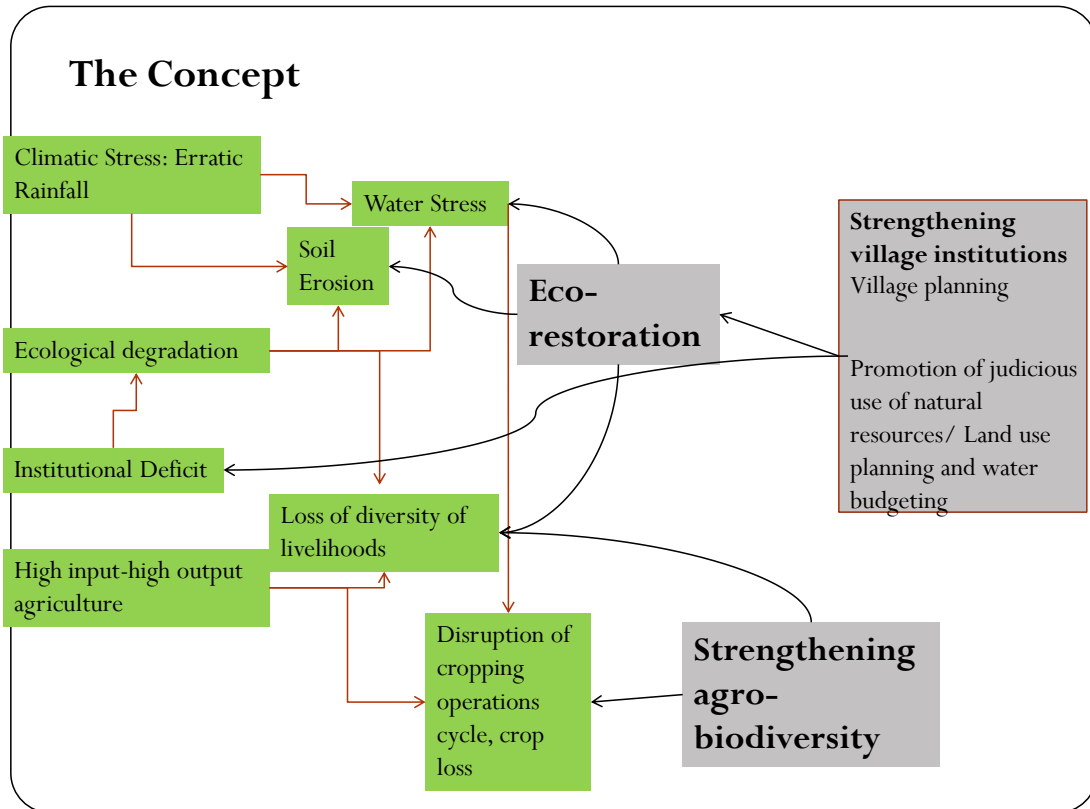 The Concept
Climatic Stress: Erratic
Rainfall
Water Stress
Soil
Erosion
Ecological degradation
Institutional Deficit
Loss of diversity of
livelihoods
High input-high output
agriculture
Disruption of
cropping
operations
cycle, crop
loss
Eco-
restoration
Strengthening
agro-
biodiversity
Strengthening
village institutions
Village planning
Promotion of judicious
use of natural
resources/ Land use
planning and water
budgeting